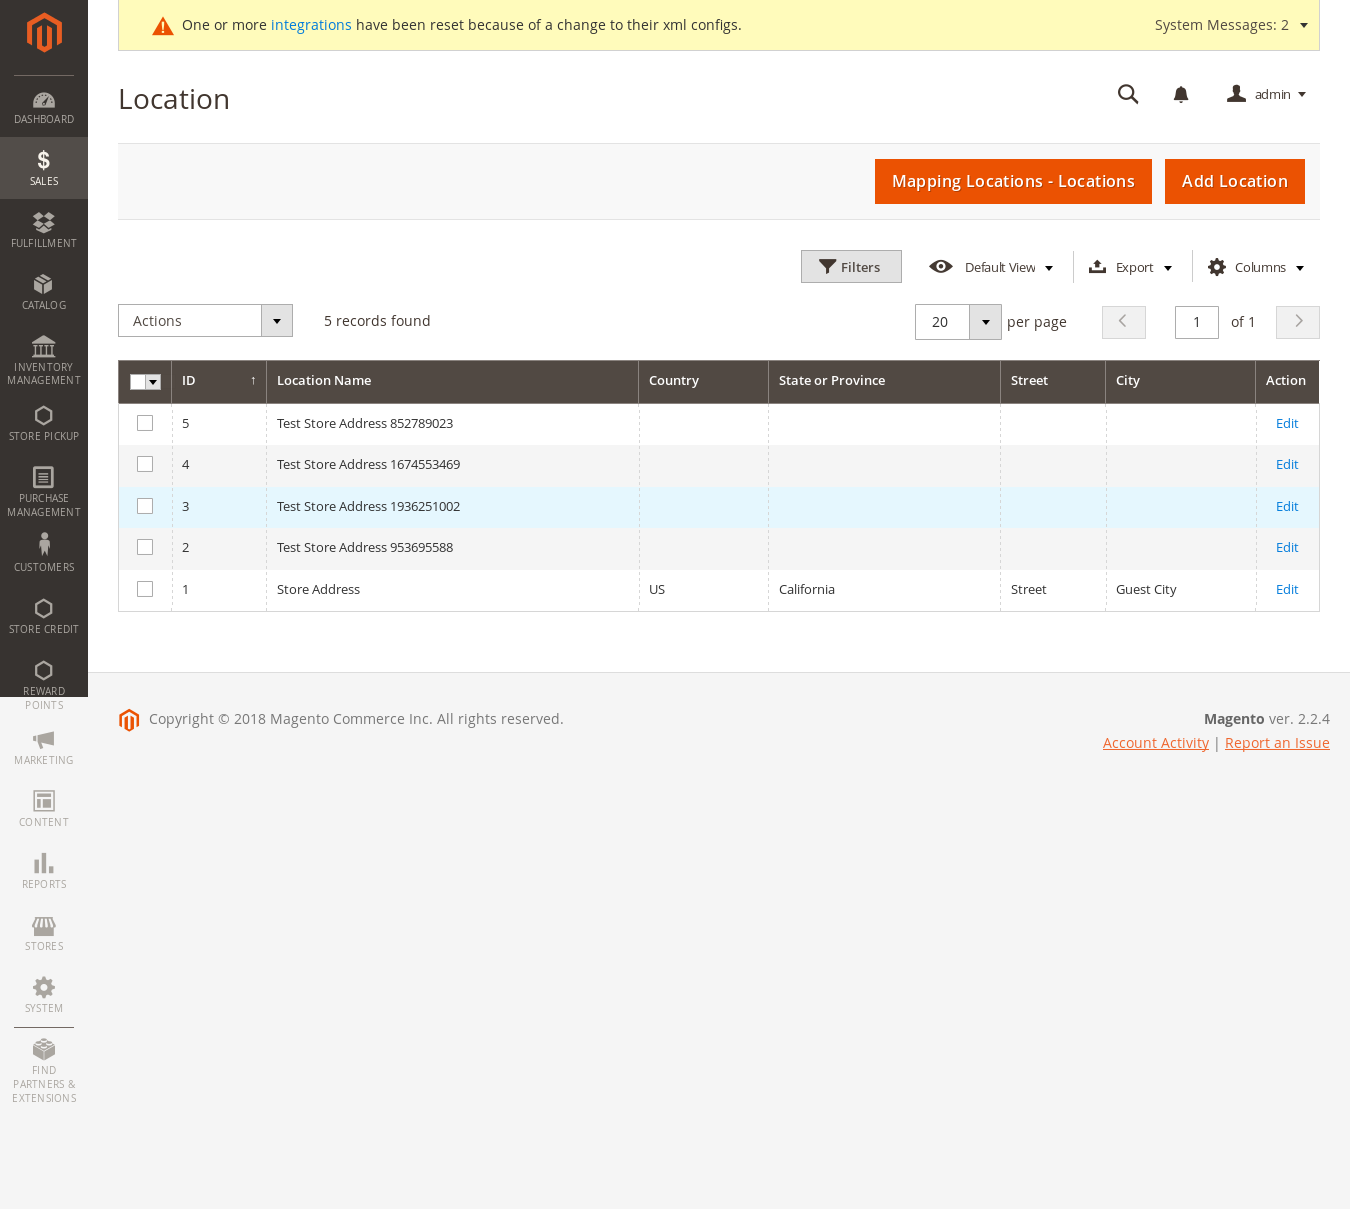 One or more integrations have been reset because of a change to their xml configs.
System Messages: 2
Location
admin
Mapping Locations - Locations
Add Location
Filters
Default View
Export
Columns
Actions
5 records found
20
per page
1
of 1
ID ↑ Location Name Country State or Province Street City Action
5 Test Store Address 852789023 Edit
4 Test Store Address 1674553469 Edit
3 Test Store Address 1936251002 Edit
2 Test Store Address 953695588 Edit
1 Store Address US California Street Guest City Edit
DASHBOARD
$
SALES
FULFILLMENT
CATALOG
INVENTORY
MANAGEMENT
STORE PICKUP
PURCHASE
MANAGEMENT
CUSTOMERS
STORE CREDIT
REWARD
POINTS
MARKETING
CONTENT
REPORTS
STORES
SYSTEM
FIND
PARTNERS &
EXTENSIONS
Copyright © 2018 Magento Commerce Inc. All rights reserved.
Magento ver. 2.2.4
Account Activity | Report an Issue